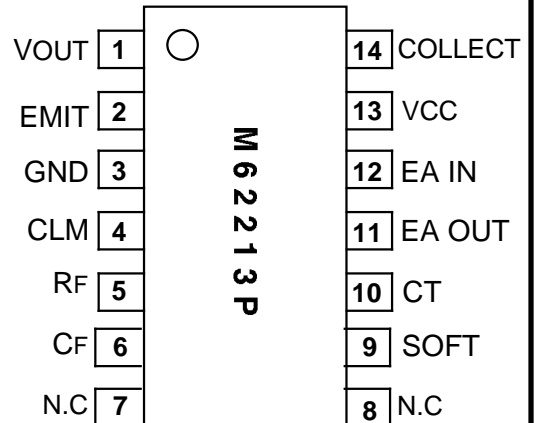 VOUT 1 14 COLLECT
EMIT 2 13 VCC
GND 3 12 EA IN
CLM 4 11 EA OUT
RF 5 10 CT
CF 6 9 SOFT
N.C 7 8 N.C
M62213P